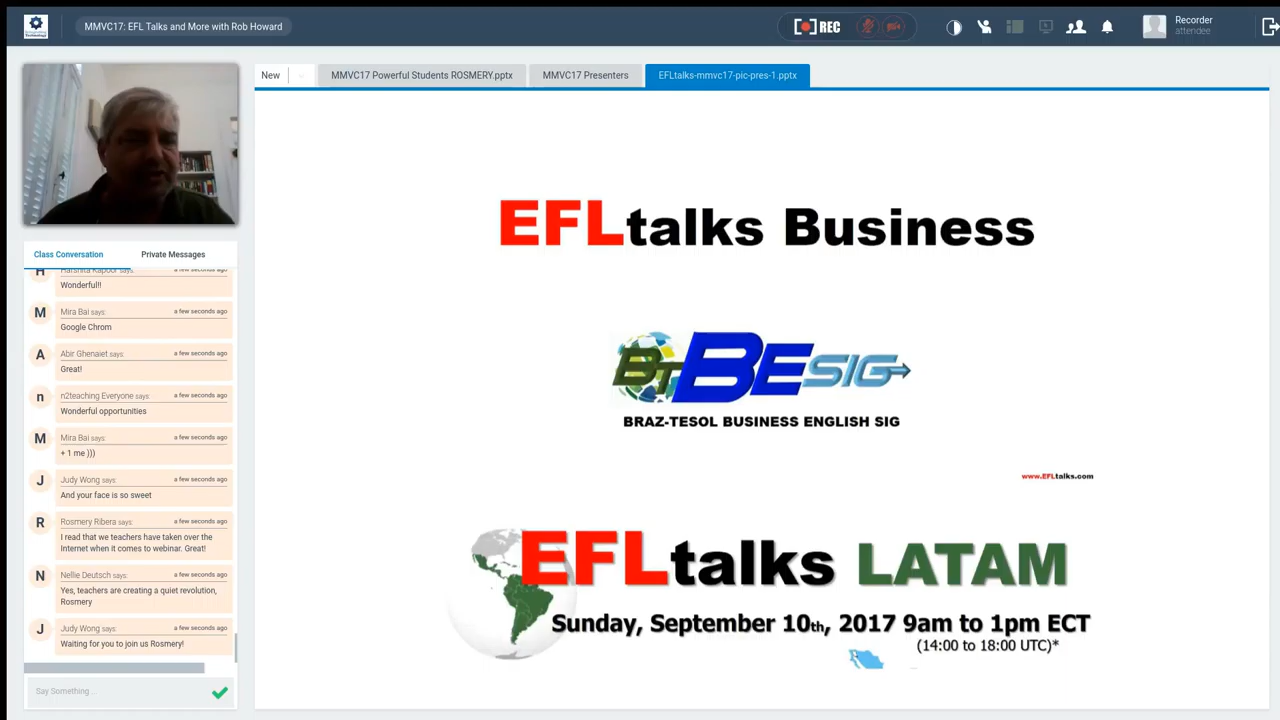 MMVC17: EFL Talks and More with Rob Howard
REC
Recorder
attendee
New
MMVC17 Powerful Students ROSMERY.pptx
MMVC17 Presenters
EFLtalks-mmvc17-pic-pres-1.pptx
Class Conversation
Private Messages
H
Harshita Kapoor says:
a few seconds ago
Wonderful!!
M
Mira Bai says:
a few seconds ago
Google Chrom
A
Abir Ghenaiet says:
a few seconds ago
Great!
n
n2teaching Everyone says:
a few seconds ago
Wonderful opportunities
M
Mira Bai says:
a few seconds ago
+ 1 me )))
J
Judy Wong says:
a few seconds ago
And your face is so sweet
R
Rosmery Ribera says:
a few seconds ago
I read that we teachers have taken over the
Internet when it comes to webinar. Great!
N
Nellie Deutsch says:
a few seconds ago
Yes, teachers are creating a quiet revolution,
Rosmery
J
Judy Wong says:
a few seconds ago
Waiting for you to join us Rosmery!
Say Something...
EFLtalks Business
BT BESIG
BRAZ-TESOL BUSINESS ENGLISH SIG
www.EFLtalks.com
EFLtalks LATAM
Sunday, September 10th, 2017 9am to 1pm ECT
(14:00 to 18:00 UTC)*